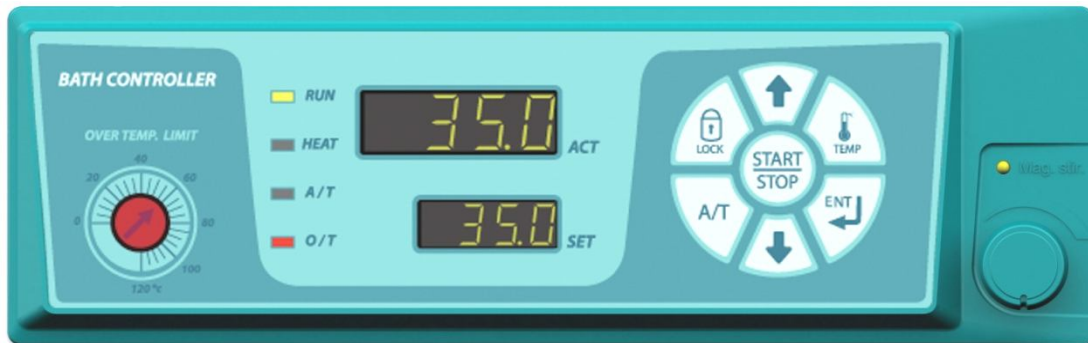 BATH CONTROLLER
OVER TEMP. LIMIT
0
20
40
60
80
100
120°c
RUN
HEAT
A/T
O/T
35.0 ACT
35.0 SET
LOCK
TEMP
START
STOP
A/T
ENT
Mag. stir.